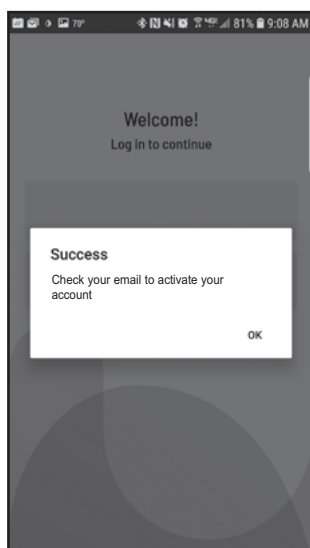 70° 81% 9:08 AM
Welcome!
Log in to continue
Success
Check your email to activate your
account
OK